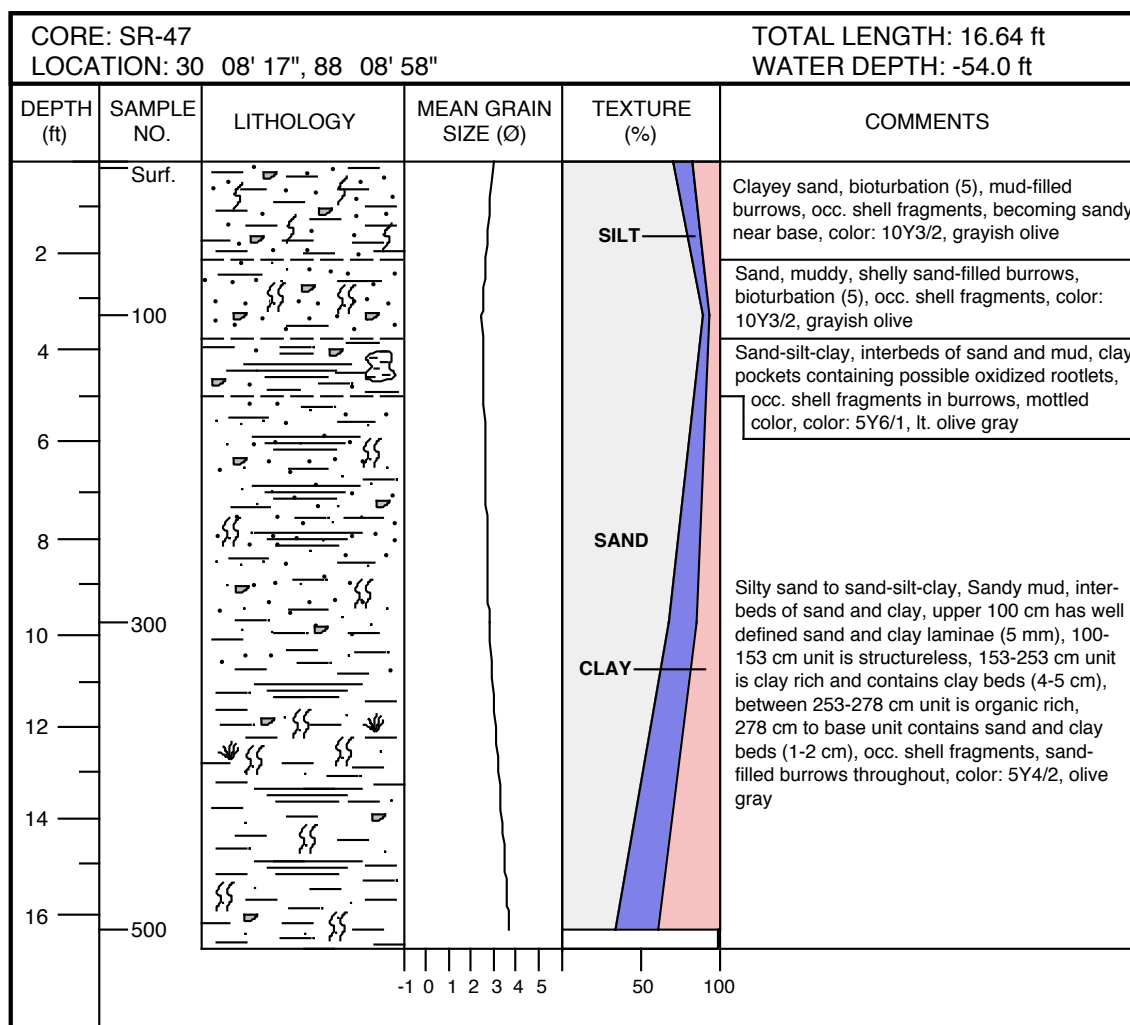 CORE: SR-47
TOTAL LENGTH: 16.64 ft
LOCATION: 30 08' 17", 88 08' 58"
WATER DEPTH: -54.0 ft
DEPTH
(ft)
SAMPLE
NO.
LITHOLOGY
MEAN GRAIN
SIZE (Ø)
TEXTURE
(%)
COMMENTS
Surf.
2
100
4
6
8
10
300
12
14
16
500
-1 0 1 2 3 4 5
SILT
SAND
CLAY
50 100
Clayey sand, bioturbation (5), mud-filled
burrows, occ. shell fragments, becoming sandy
near base, color: 10Y3/2, grayish olive
Sand, muddy, shelly sand-filled burrows,
bioturbation (5), occ. shell fragments, color:
10Y3/2, grayish olive
Sand-silt-clay, interbeds of sand and mud, clay
pockets containing possible oxidized rootlets,
occ. shell fragments in burrows, mottled
color, color: 5Y6/1, lt. olive gray
Silty sand to sand-silt-clay, Sandy mud, inter-
beds of sand and clay, upper 100 cm has well
defined sand and clay laminae (5 mm), 100-
153 cm unit is structureless, 153-253 cm unit
is clay rich and contains clay beds (4-5 cm),
between 253-278 cm unit is organic rich,
278 cm to base unit contains sand and clay
beds (1-2 cm), occ. shell fragments, sand-
filled burrows throughout, color: 5Y4/2, olive
gray